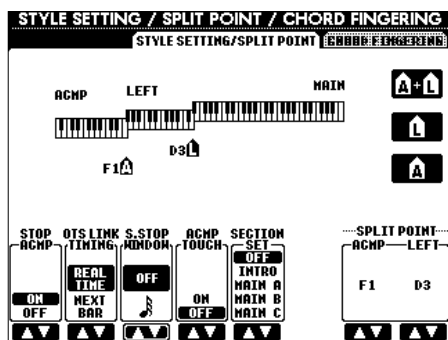 STYLE SETTING / SPLIT POINT / CHORD FINGERING
STYLE SETTING/SPLIT POINT CHORD FINGERING
ACMP LEFT MAIN
A+L
L
A
D3 L
F1 A
STOP ACMP
ON
OFF
OTS LINK TIMING
REAL TIME
NEXT BAR
S.STOP WINDOW
OFF
ACMP TOUCH
ON
OFF
SECTION SET
OFF
INTRO
MAIN A
MAIN B
MAIN C
SPLIT POINT
ACMP LEFT
F1 D3